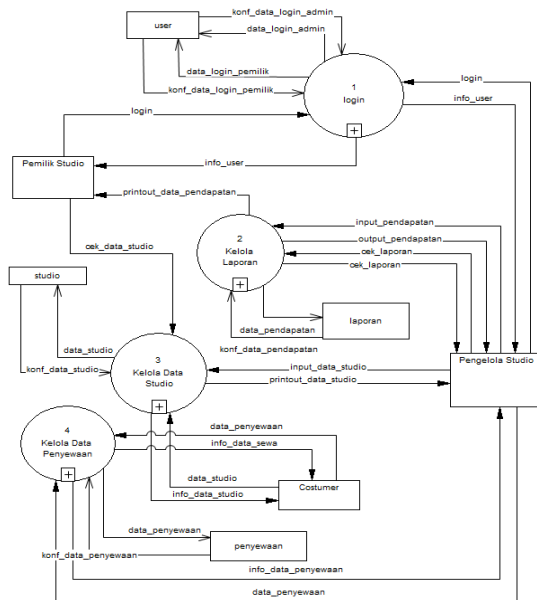 konf_data_login_admin
user
data_login_admin
data_login_pemilik
konf_data_login_pemilik
1
login
login
info_user
login
info_user
Pemilik Studio
printout_data_pendapatan
cek_data_studio
2
Kelola
Laporan
input_pendapatan
output_pendapatan
cek_laporan
cek_laporan
studio
laporan
data_pendapatan
konf_data_pendapatan
data_studio
konf_data_studio
3
Kelola Data
Studio
input_data_studio
printout_data_studio
Pengelola Studio
4
Kelola Data
Penyewaan
data_penyewaan
info_data_sewa
data_studio
info_data_studio
Costumer
data_penyewaan
penyewaan
konf_data_penyewaan
info_data_penyewaan
data_penyewaan